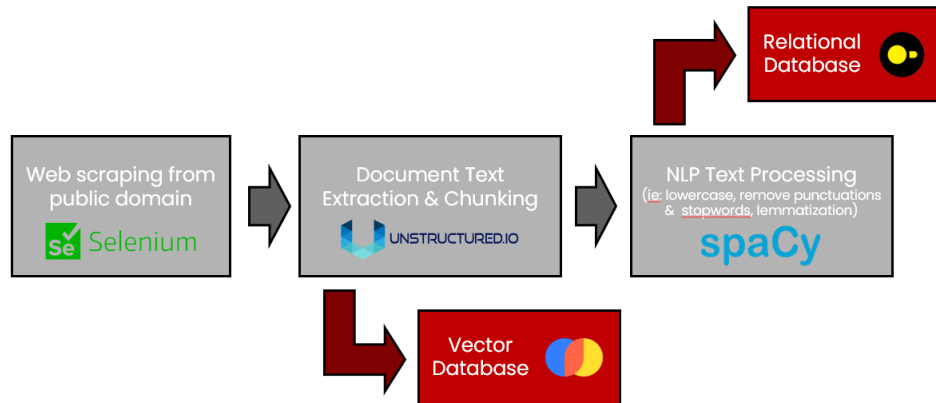 Relational
Database
Web scraping from
public domain
Se Selenium
Document Text
Extraction & Chunking
UNSTRUCTURED.IO
NLP Text Processing
(ie: lowercase, remove punctuations
& stopwords, lemmatization)
spaCy
Vector
Database